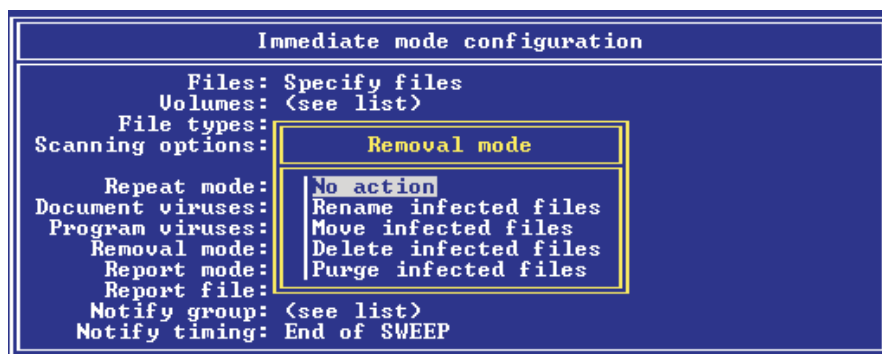 Immediate mode configuration
Files: Specify files
Volumes: (see list)
File types:
Scanning options:
Removal mode
Repeat mode:
No action
Document viruses:
Rename infected files
Program viruses:
Move infected files
Removal mode:
Delete infected files
Report mode:
Purge infected files
Report file:
Notify group: (see list)
Notify timing: End of SWEEP